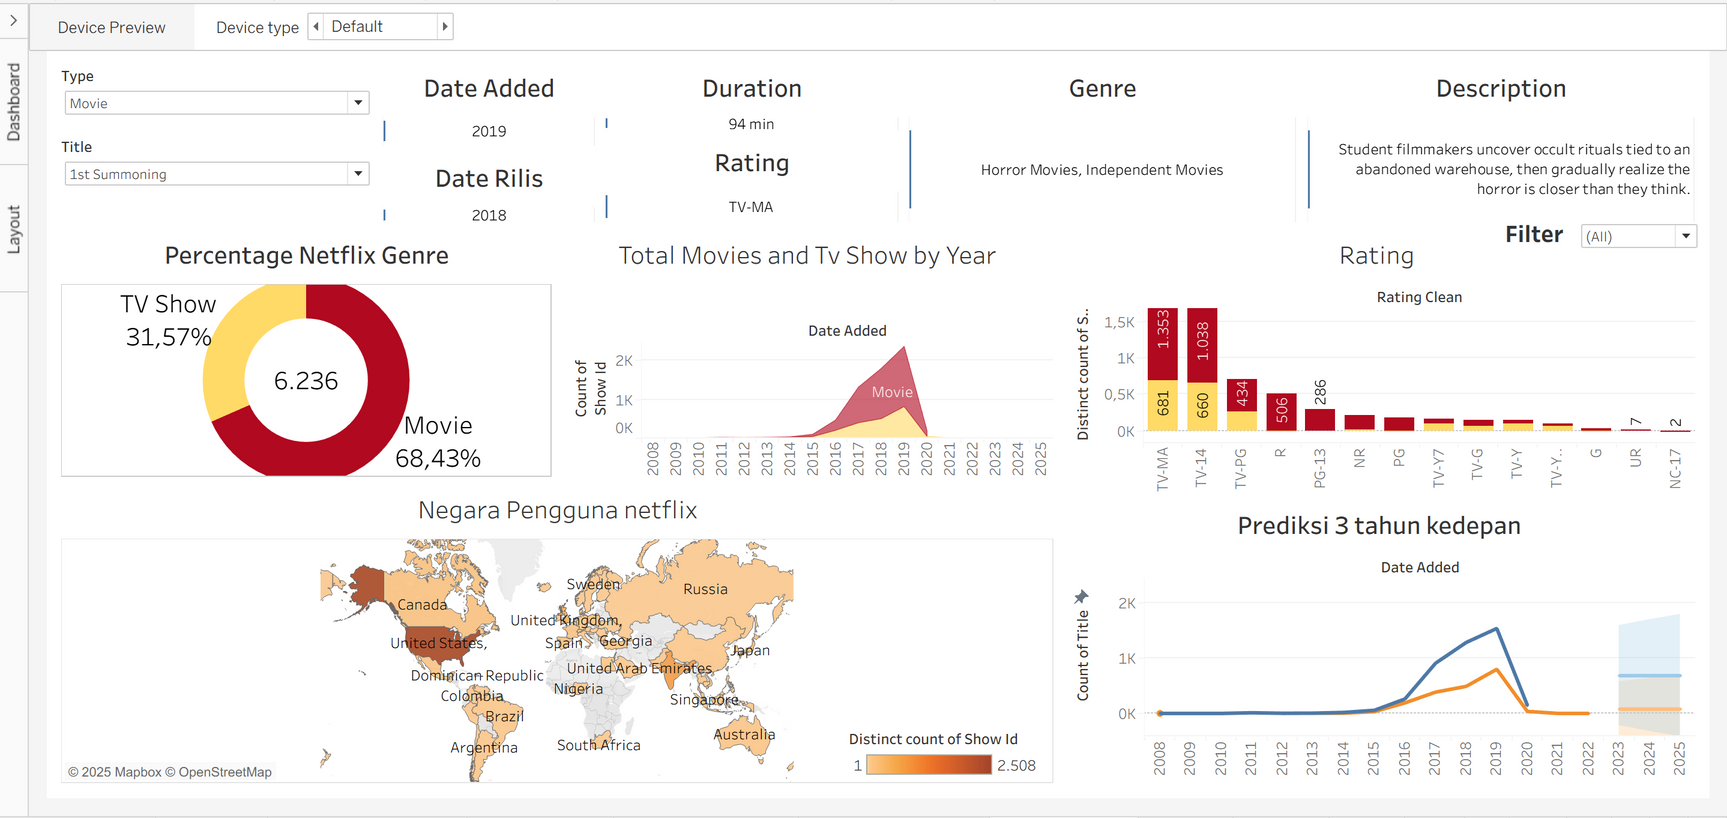 Device Preview
Device type
Default
Dashboard
Layout
Type
Movie
Title
1st Summoning
Date Added
2019
Date Rilis
2018
Duration
94 min
Rating
TV-MA
Genre
Horror Movies, Independent Movies
Description
Student filmmakers uncover occult rituals tied to an
abandoned warehouse, then gradually realize the
horror is closer than they think.
Filter
(All)
Percentage Netflix Genre
TV Show
31,57%
6.236
Movie
68,43%
Total Movies and Tv Show by Year
Date Added
Count of
Show Id
2K
1K
0K
Movie
2008
2009
2010
2011
2012
2013
2014
2015
2016
2017
2018
2019
2020
2021
2022
2023
2024
2025
Rating
Rating Clean
Distinct count of S..
1,5K
1K
0,5K
0K
1.353
681
1.038
660
434
506
286
7
2
TV-MA
TV-14
TV-PG
R
PG-13
NR
PG
TV-Y7
TV-G
TV-Y
TV-Y..
G
UR
NC-17
Negara Pengguna netflix
Sweden
Russia
Canada
United Kingdom,
United States,
Spain
Georgia
Japan
United Arab Emirates
Dominican Republic
Nigeria
Colombia
Singapore
Brazil
Australia
Argentina
South Africa
Distinct count of Show Id
1
2.508
© 2025 Mapbox © OpenStreetMap
Prediksi 3 tahun kedepan
Date Added
Count of Title
2K
1K
0K
2008
2009
2010
2011
2012
2013
2014
2015
2016
2017
2018
2019
2020
2021
2022
2023
2024
2025